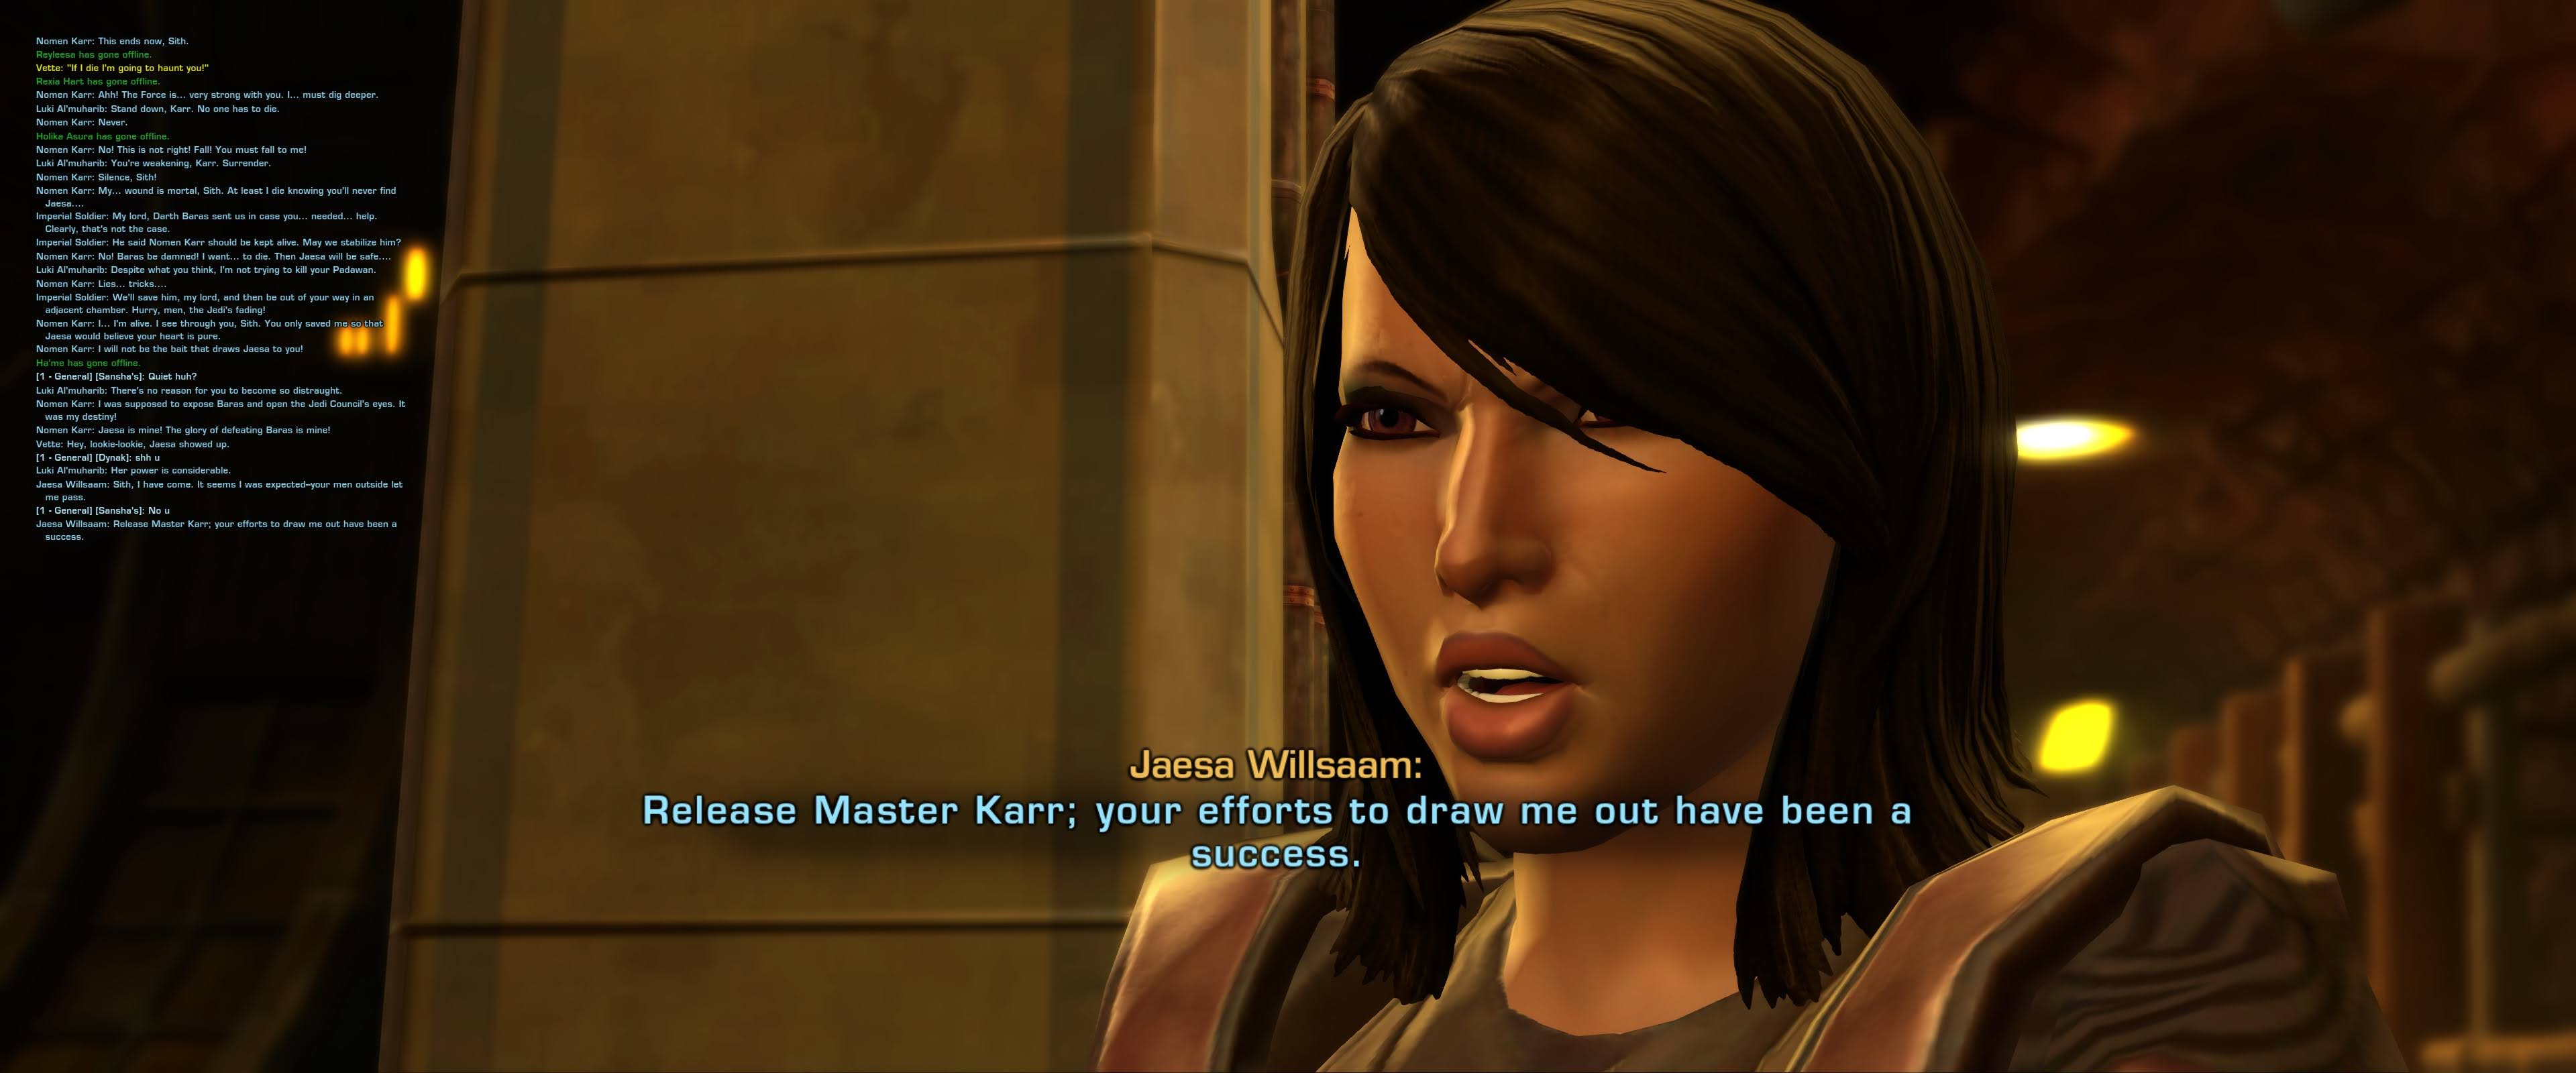 Nomen Karr: This ends now, Sith.
Reyleesa has gone offline.
Vette: "If I die I'm going to haunt you!"
Rexia Hart has gone offline.
Nomen Karr: Ahh! The Force is... very strong with you. I... must dig deeper.
Luki Al'muharib: Stand down, Karr. No one has to die.
Nomen Karr: Never.
Holika Asura has gone offline.
Nomen Karr: No! This is not right! Fall! You must fall to me!
Luki Al'muharib: You're weakening, Karr. Surrender.
Nomen Karr: Silence, Sith!
Nomen Karr: My... wound is mortal, Sith. At least I die knowing you'll never find
Jaesa....
Imperial Soldier: My lord, Darth Baras sent us in case you... needed... help.
Clearly, that's not the case.
Imperial Soldier: He said Nomen Karr should be kept alive. May we stabilize him?
Nomen Karr: No! Baras be damned! I want... to die. Then Jaesa will be safe....
Luki Al'muharib: Despite what you think, I'm not trying to kill your Padawan.
Nomen Karr: Lies... tricks....
Imperial Soldier: We'll save him, my lord, and then be out of your way in an
adjacent chamber. Hurry, men, the Jedi's fading!
Nomen Karr: I... I'm alive. I see through you, Sith. You only saved me so that
Jaesa would believe your heart is pure.
Nomen Karr: I will not be the bait that draws Jaesa to you!
Ha'me has gone offline.
[1 - General] [Sansha's]: Quiet huh?
Luki Al'muharib: There's no reason for you to become so distraught.
Nomen Karr: I was supposed to expose Baras and open the Jedi Council's eyes. It
was my destiny!
Nomen Karr: Jaesa is mine! The glory of defeating Baras is mine!
Vette: Hey, lookie-lookie, Jaesa showed up.
[1 - General] [Dynak]: shh u
Luki Al'muharib: Her power is considerable.
Jaesa Willsaam: Sith, I have come. It seems I was expected—your men outside let
me pass.
[1 - General] [Sansha's]: No u
Jaesa Willsaam: Release Master Karr; your efforts to draw me out have been a
success.
Jaesa Willsaam:
Release Master Karr; your efforts to draw me out have been a
success.